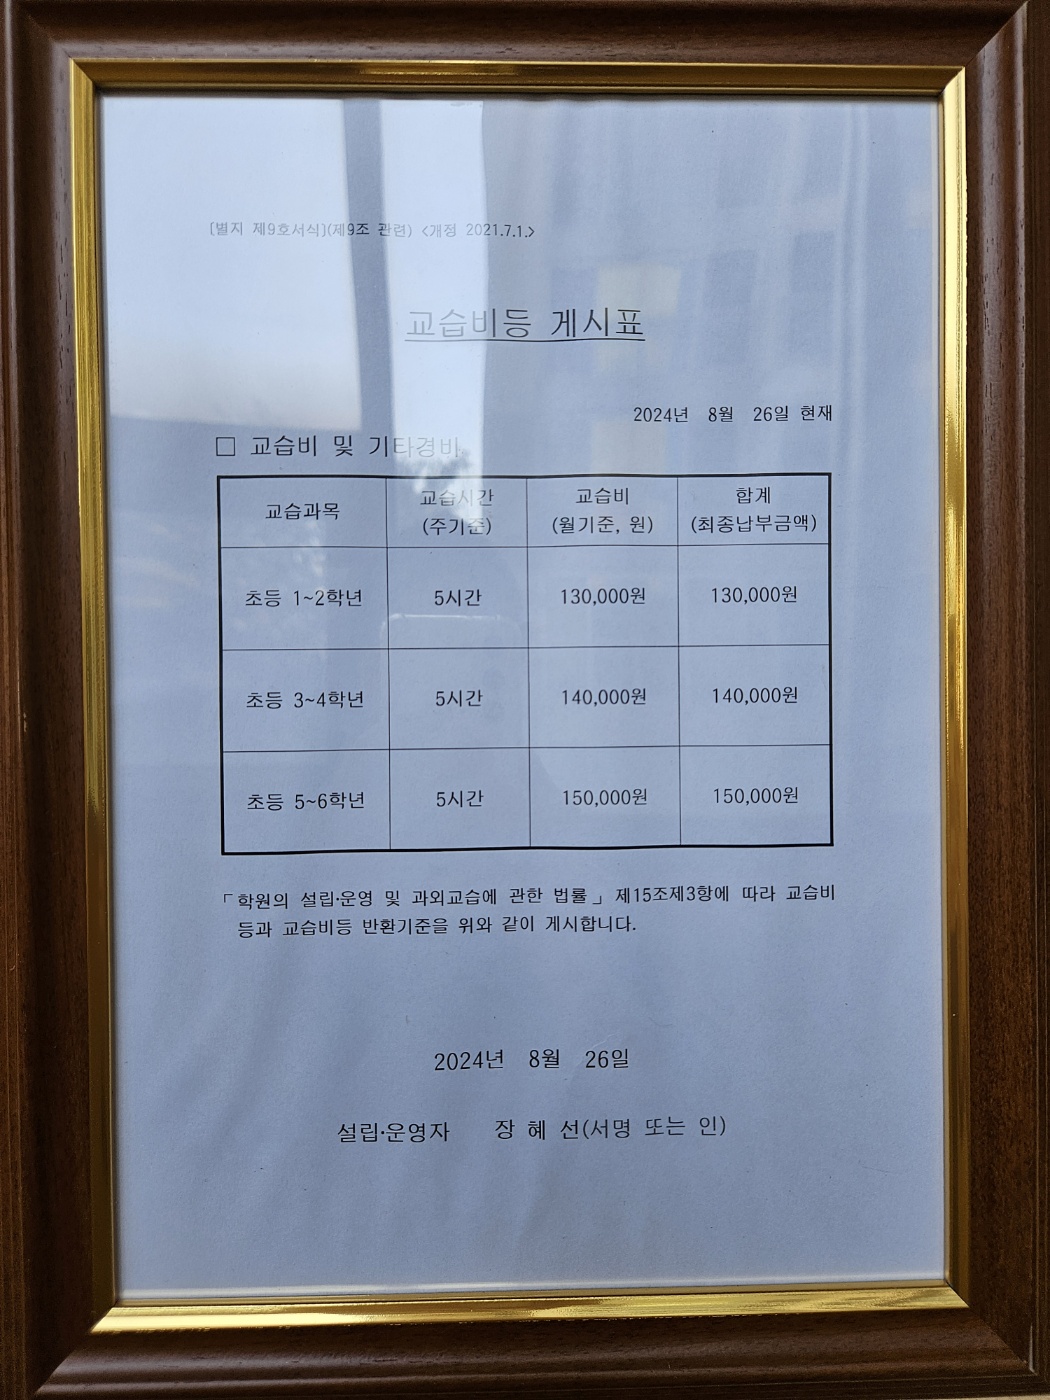 [별지 제9호서식](제9조 관련) <개정 2021.7.1.>
교습비등 게시표
2024년 8월 26일 현재
□ 교습비 및 기타경비
교습과목 교습시간 (주기준) 교습비 (월기준, 원) 합계 (최종납부금액)
초등 1~2학년 5시간 130,000원 130,000원
초등 3~4학년 5시간 140,000원 140,000원
초등 5~6학년 5시간 150,000원 150,000원
「학원의 설립·운영 및 과외교습에 관한 법률」 제15조제3항에 따라 교습비
등과 교습비등 반환기준을 위와 같이 게시합니다.
2024년 8월 26일
설립·운영자 장 혜 선(서명 또는 인)